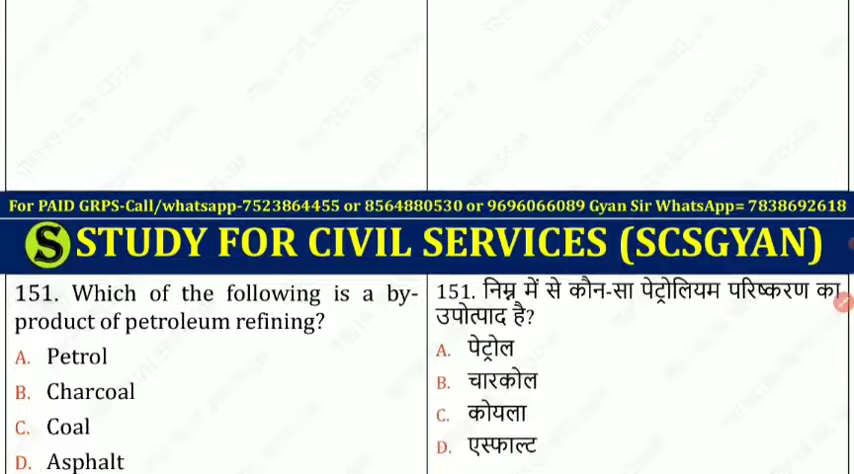 For PAID GRPS-Call/whatsapp-7523864455 or 8564880530 or 9696066089 Gyan Sir WhatsApp= 7838692618
S STUDY FOR CIVIL SERVICES (SCSGYAN)
151. Which of the following is a by-
product of petroleum refining?
A. Petrol
B. Charcoal
C. Coal
D. Asphalt
151. निम्न में से कौन-सा पेट्रोलियम परिष्करण का
उपोत्पाद है?
A. पेट्रोल
B. चारकोल
C. कोयला
D. एस्फाल्ट